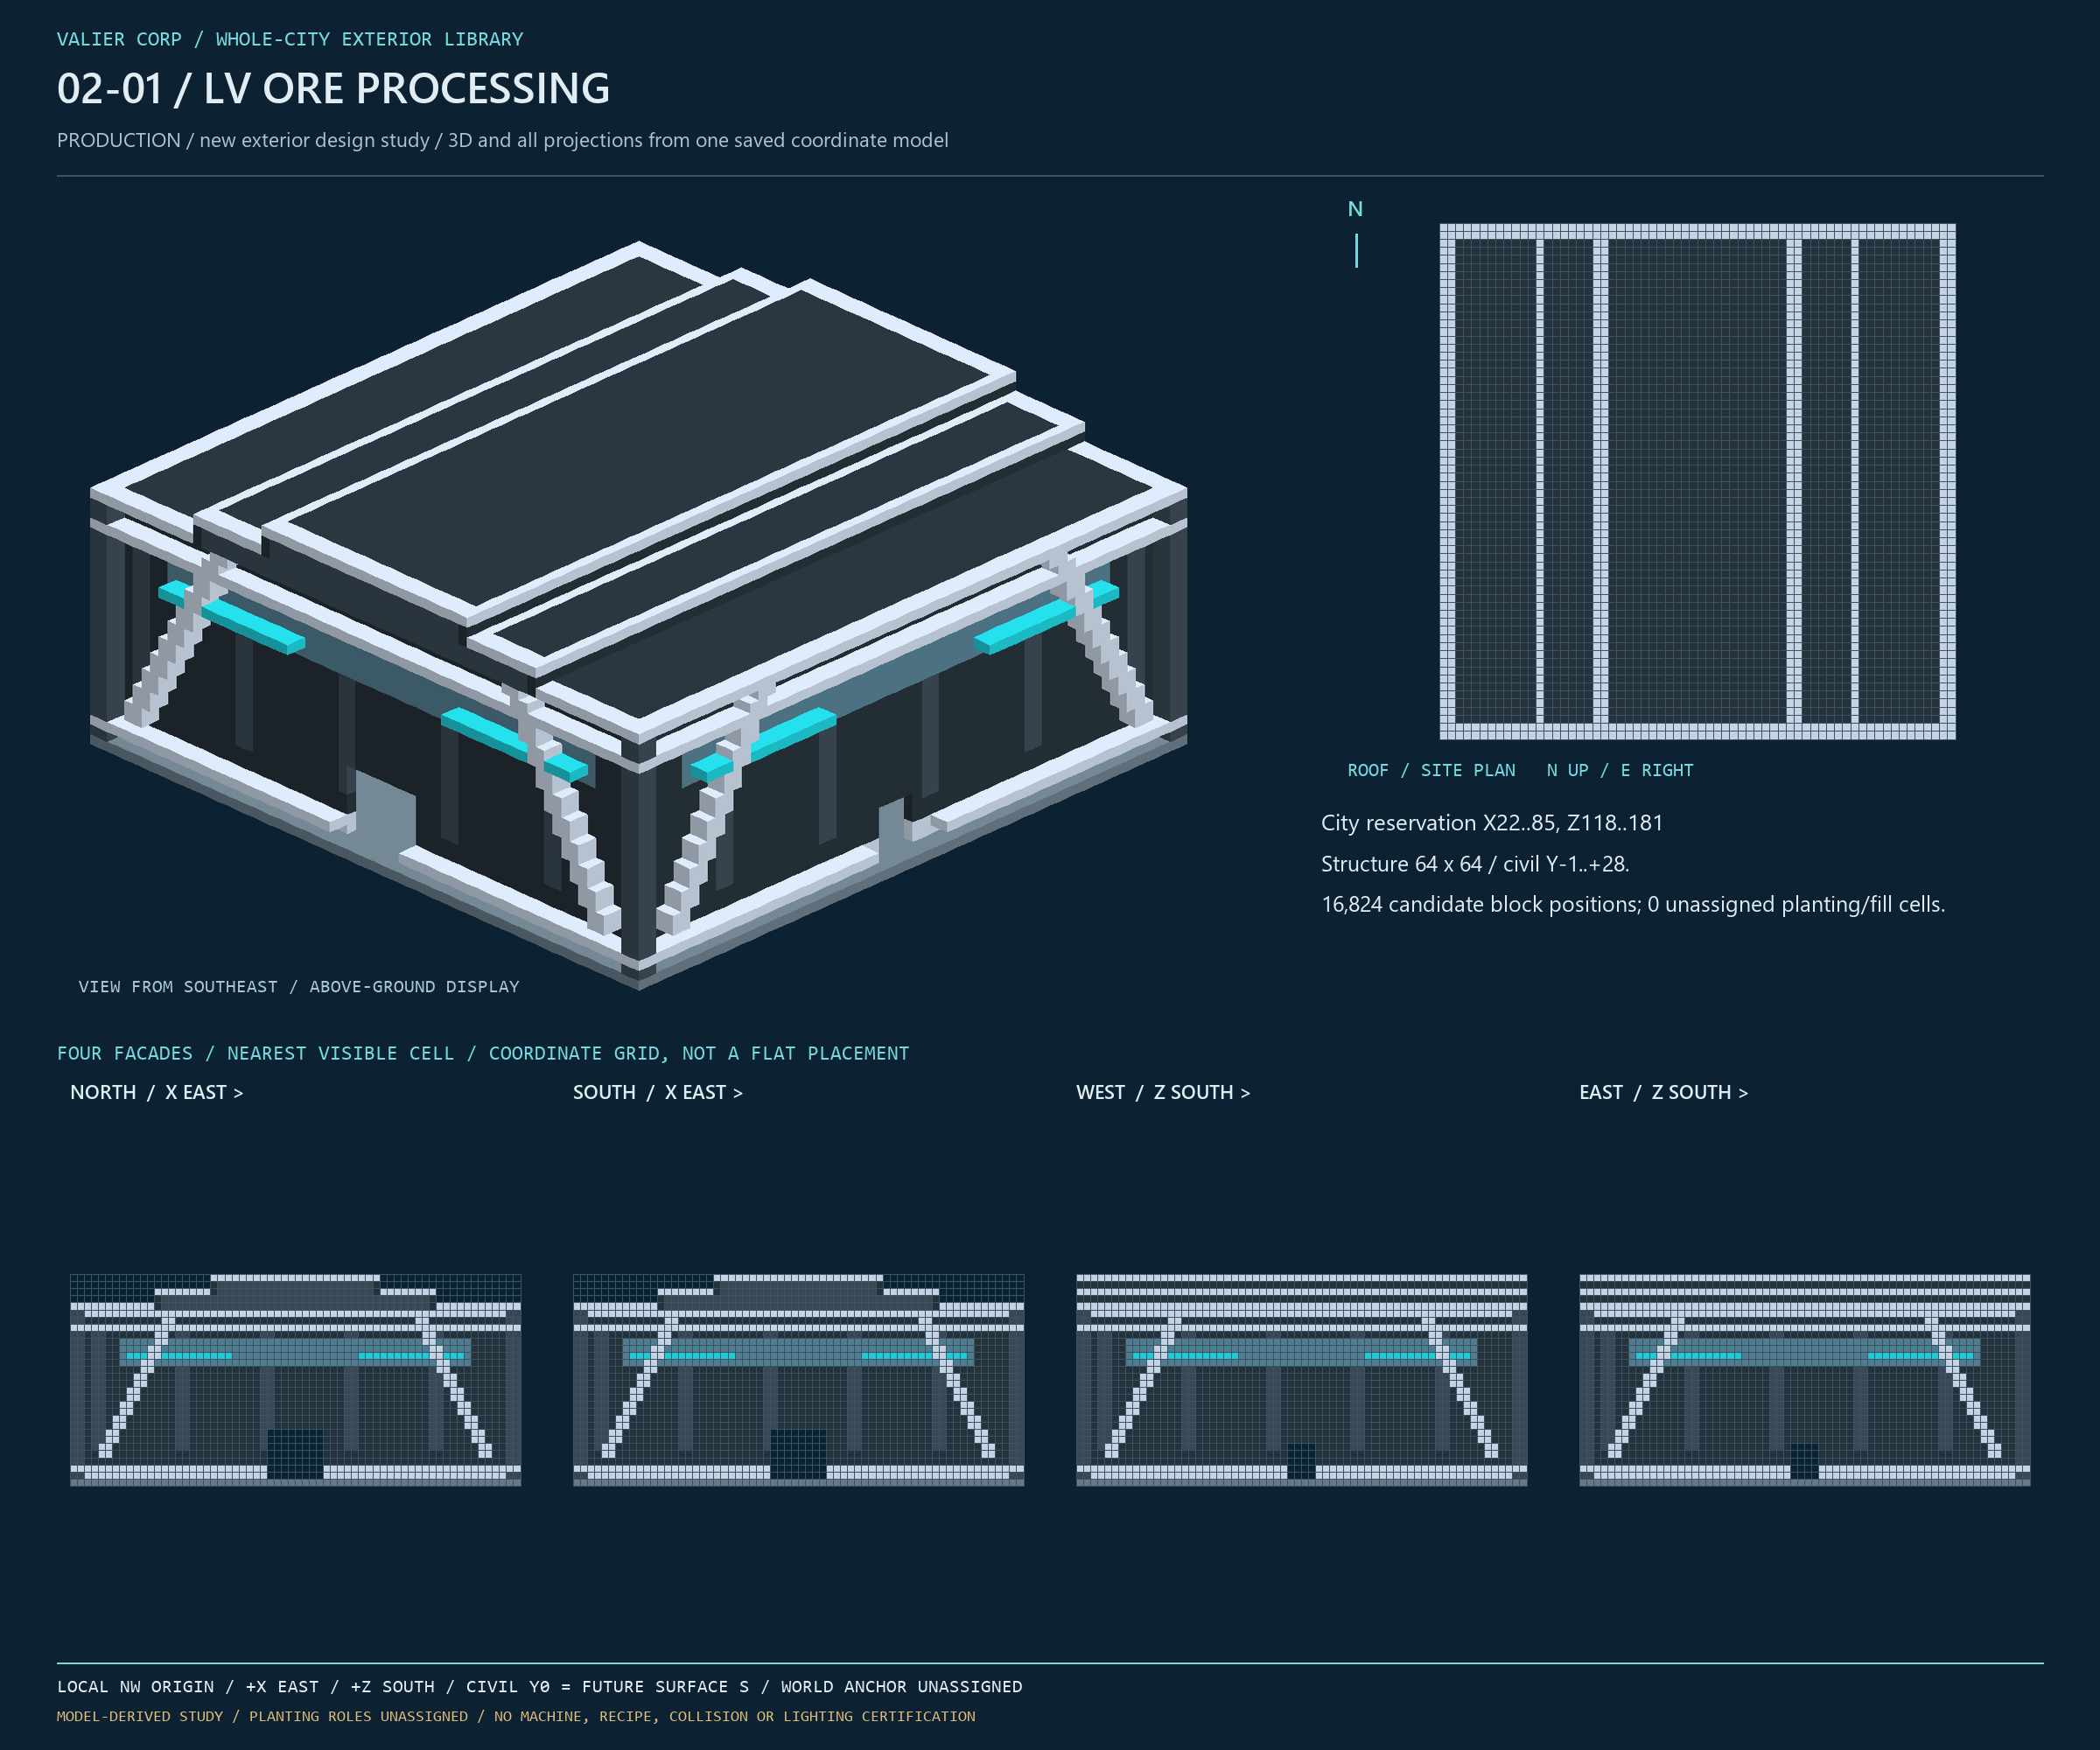 VALIER CORP / WHOLE-CITY EXTERIOR LIBRARY
02-01 / LV ORE PROCESSING
PRODUCTION / new exterior design study / 3D and all projections from one saved coordinate model
N
ROOF / SITE PLAN   N UP / E RIGHT
City reservation X22..85, Z118..181
Structure 64 x 64 / civil Y-1..+28.
16,824 candidate block positions; 0 unassigned planting/fill cells.
VIEW FROM SOUTHEAST / ABOVE-GROUND DISPLAY
FOUR FACADES / NEAREST VISIBLE CELL / COORDINATE GRID, NOT A FLAT PLACEMENT
NORTH / X EAST >
SOUTH / X EAST >
WEST / Z SOUTH >
EAST / Z SOUTH >
LOCAL NW ORIGIN / +X EAST / +Z SOUTH / CIVIL Y0 = FUTURE SURFACE S / WORLD ANCHOR UNASSIGNED
MODEL-DERIVED STUDY / PLANTING ROLES UNASSIGNED / NO MACHINE, RECIPE, COLLISION OR LIGHTING CERTIFICATION